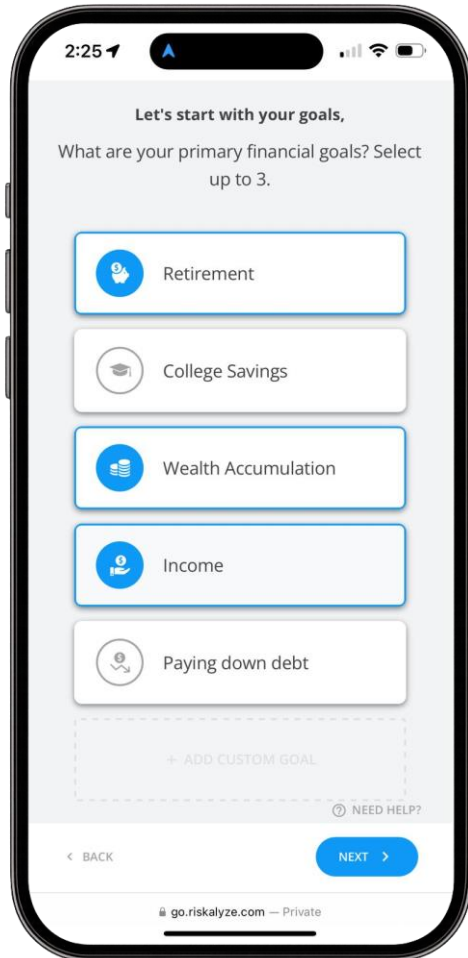 2:25
Let's start with your goals,
What are your primary financial goals? Select
up to 3.
Retirement
College Savings
Wealth Accumulation
Income
Paying down debt
+ ADD CUSTOM GOAL
? NEED HELP?
< BACK
NEXT >
go.riskalyze.com — Private